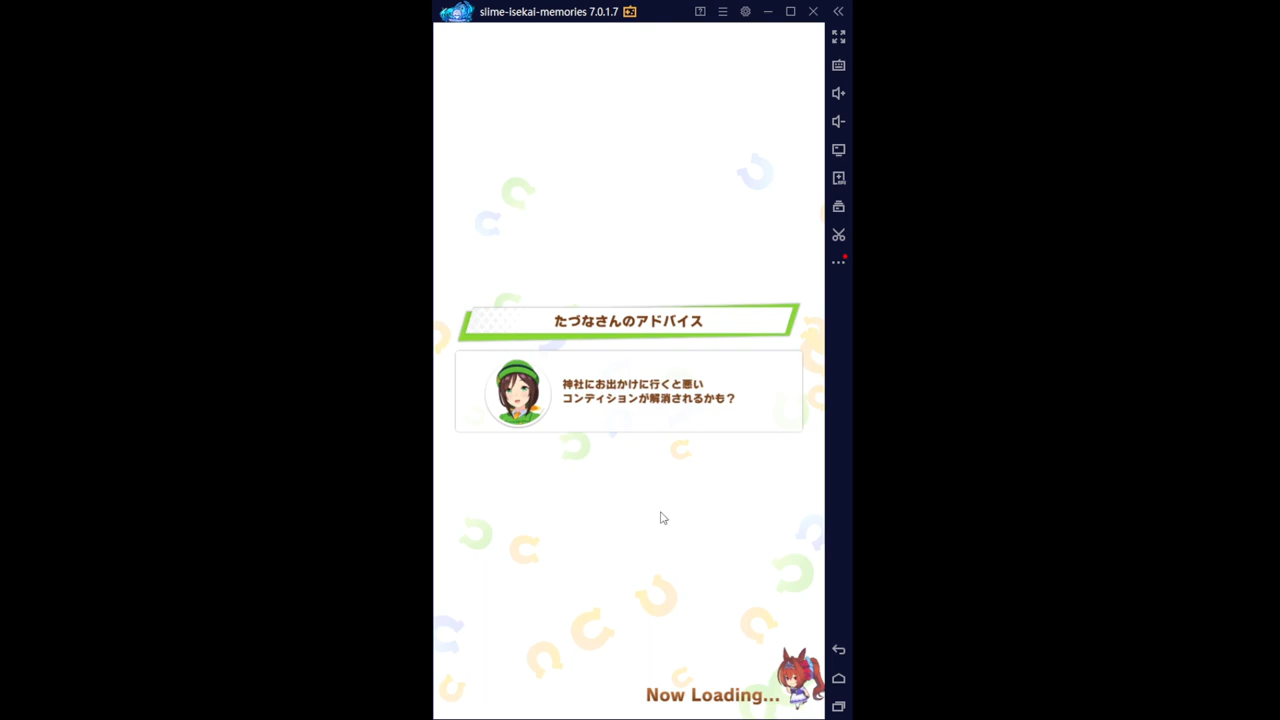 slime-isekai-memories 7.0.1.7
たづなさんのアドバイス
神社にお出かけに行くと悪い
コンディションが解消されるかも？
Now Loading...